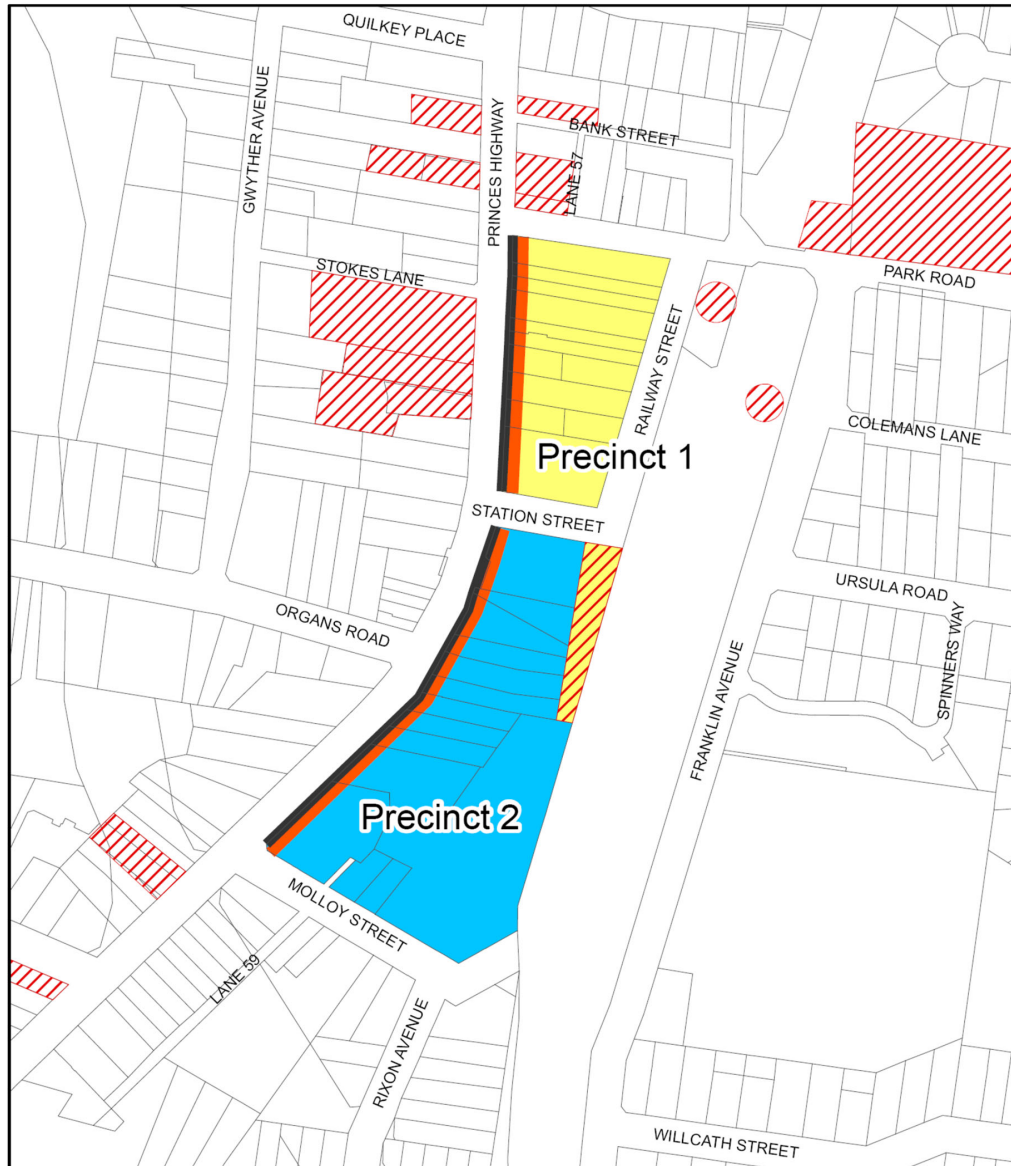 QUILKEY PLACE
GWYTHER AVENUE
PRINCES HIGHWAY
BANK STREET
LANE 57
STOKES LANE
PARK ROAD
RAILWAY STREET
COLEMANS LANE
Precinct 1
STATION STREET
URSULA ROAD
ORGANS ROAD
SPINNERS WAY
FRANKLIN AVENUE
Precinct 2
MOLLOY STREET
LANE 59
RIXON AVENUE
WILLCATH STREET